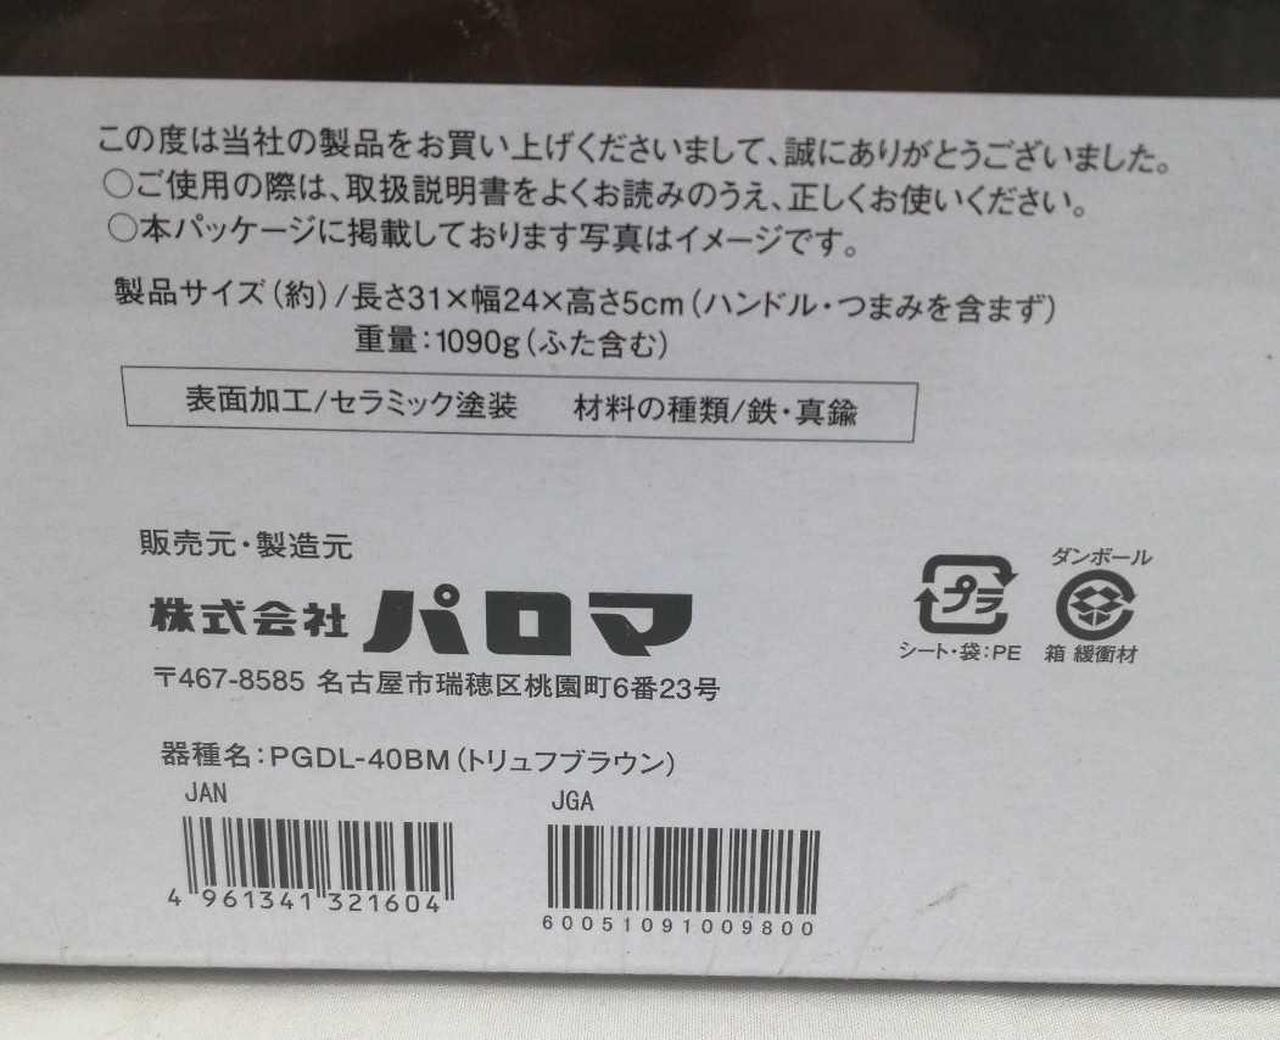 この度は当社の製品をお買い上げくださいまして、誠にありがとうございました。
○ご使用の際は、取扱説明書をよくお読みのうえ、正しくお使いください。
○本パッケージに掲載しております写真はイメージです。
製品サイズ(約)/長さ31×幅24×高さ5cm(ハンドル・つまみを含まず)
重量:1090g(ふた含む)
表面加工/セラミック塗装 材料の種類/鉄・真鍮
販売元・製造元
株式会社 パロマ
〒467-8585 名古屋市瑞穂区桃園町6番23号
プラ
シート・袋:PE
ダンボール
箱 緩衝材
器種名:PGDL-40BM(トリュフブラウン)
JAN
4 961341 321604
JGA
60051091009800